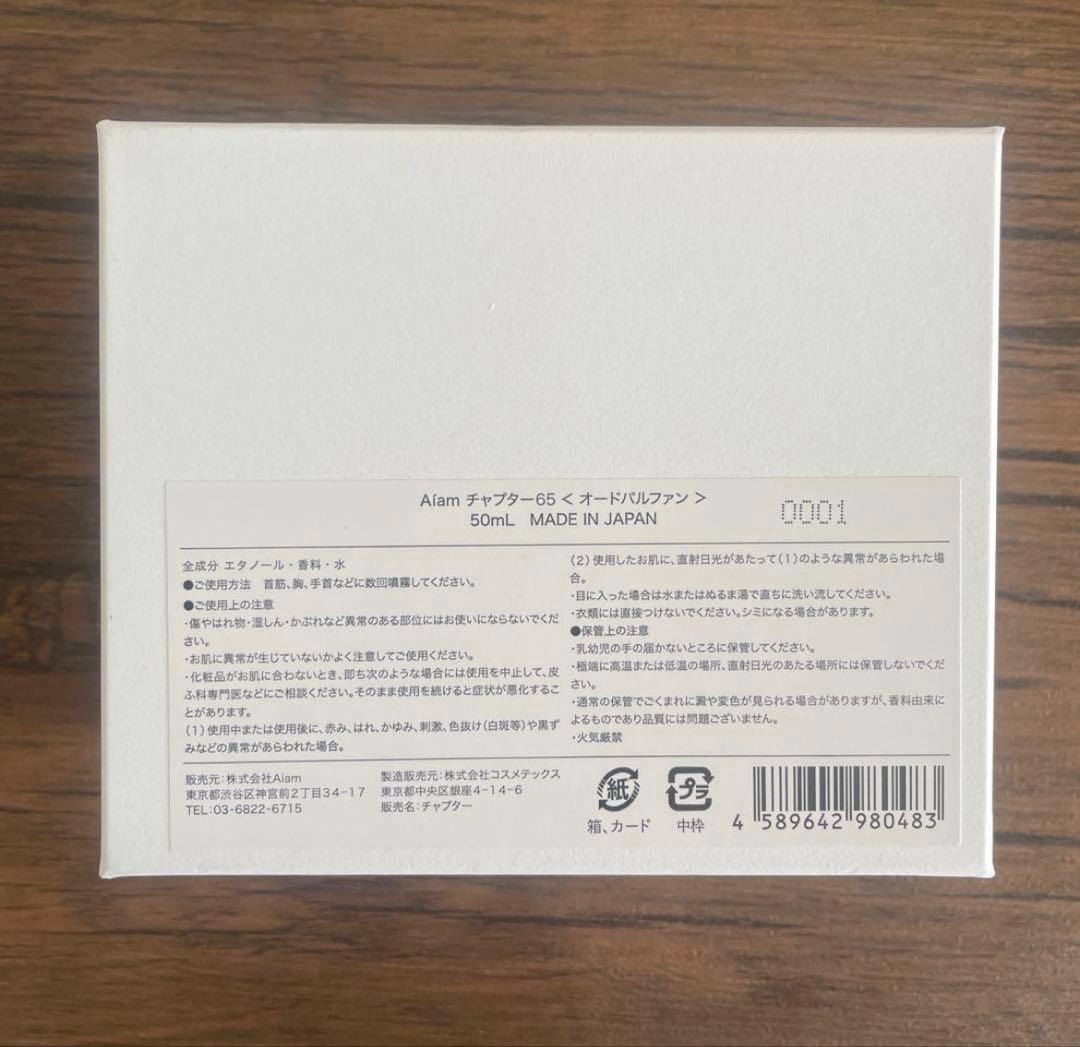 Aíam チャプター65 < オードパルファン >
50mL MADE IN JAPAN
0001
全成分 エタノール・香料・水
●ご使用方法 首筋、胸、手首などに数回噴霧してください。
●ご使用上の注意
・傷やはれ物・湿しん・かぶれなど異常のある部位にはお使いにならないでくだ
さい。
・お肌に異常が生じていないかよく注意してご使用ください。
・化粧品がお肌に合わないとき、即ち次のような場合には使用を中止して、皮
ふ科専門医などにご相談ください。そのまま使用を続けると症状が悪化するこ
とがあります。
(1)使用中または使用後に、赤み、はれ、かゆみ、刺激、色抜け(白斑等)や黒ず
みなどの異常があらわれた場合。
(2)使用したお肌に、直射日光があたって(1)のような異常があらわれた場
合。
・目に入った場合は水またはぬるま湯で直ちに洗い流してください。
・衣類には直接つけないでください。シミになる場合があります。
●保管上の注意
・乳幼児の手の届かないところに保管してください。
・極端に高温または低温の場所、直射日光のあたる場所には保管しないでくだ
さい。
・通常の保管でごくまれに澱や変色が見られる場合がありますが、香料由来に
よるものであり品質には問題ございません。
・火気厳禁
販売元:株式会社Aiam
東京都渋谷区神宮前2丁目34-17
TEL:03-6822-6715
製造販売元:株式会社コスメテックス
東京都中央区銀座4-14-6
販売名:チャプター
紙
箱、カード
プラ
中枠
4 589642 980483